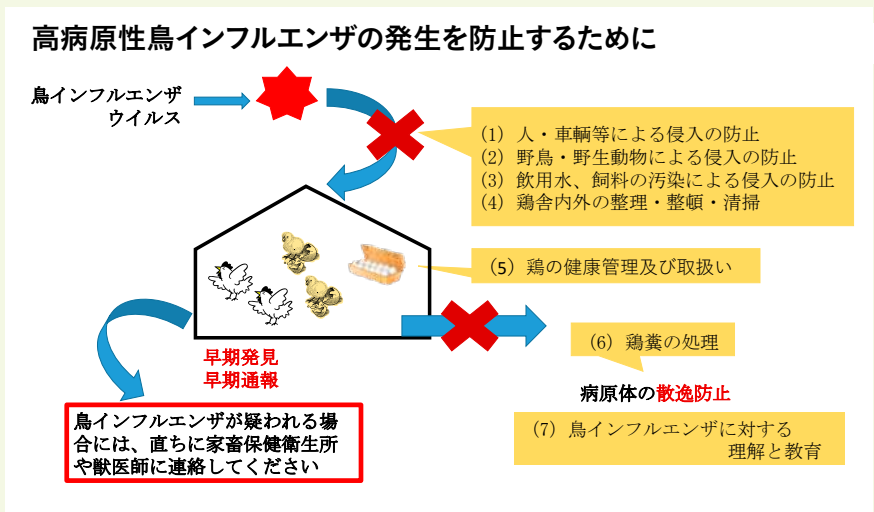 高病原性鳥インフルエンザの発生を防止するために
鳥インフルエンザ
ウイルス
(1) 人・車輌等による侵入の防止
(2) 野鳥・野生動物による侵入の防止
(3) 飲用水、飼料の汚染による侵入の防止
(4) 鶏舎内外の整理・整頓・清掃
(5) 鶏の健康管理及び取扱い
早期発見
早期通報
(6) 鶏糞の処理
病原体の散逸防止
鳥インフルエンザが疑われる場
合には、直ちに家畜保健衛生所
や獣医師に連絡してください
(7) 鳥インフルエンザに対する
理解と教育